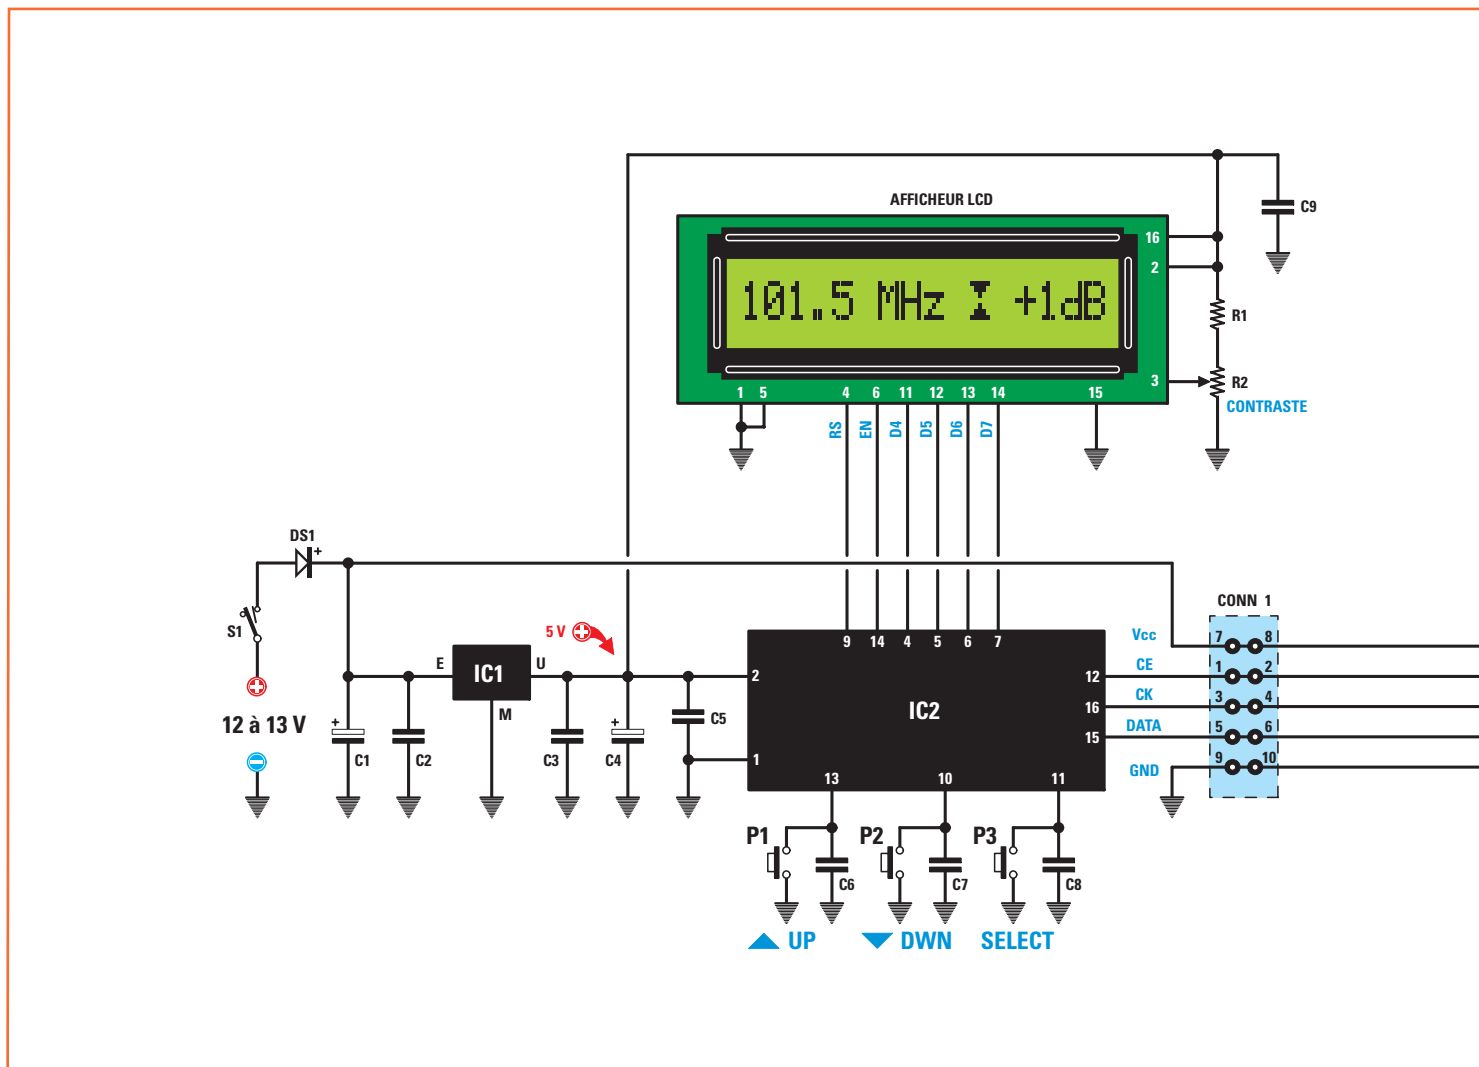 AFFICHEUR LCD
C9
16
2
101.5 MHz +1dB
R1
3
R2
CONTRASTE
1 5 4 6 11 12 13 14 15
RS EN D4 D5 D6 D7
DS1
+
S1
5 V
CONN 1
E IC1 U
M
9 14 4 5 6 7
2
IC2
1
12
16
15
13 10 11
Vcc 7 8
CE 1 2
CK 3 4
DATA 5 6
GND 9 10
12 à 13 V
+ C1
C2
C3
+ C4
C5
P1 C6
P2 C7
P3 C8
UP
DWN
SELECT